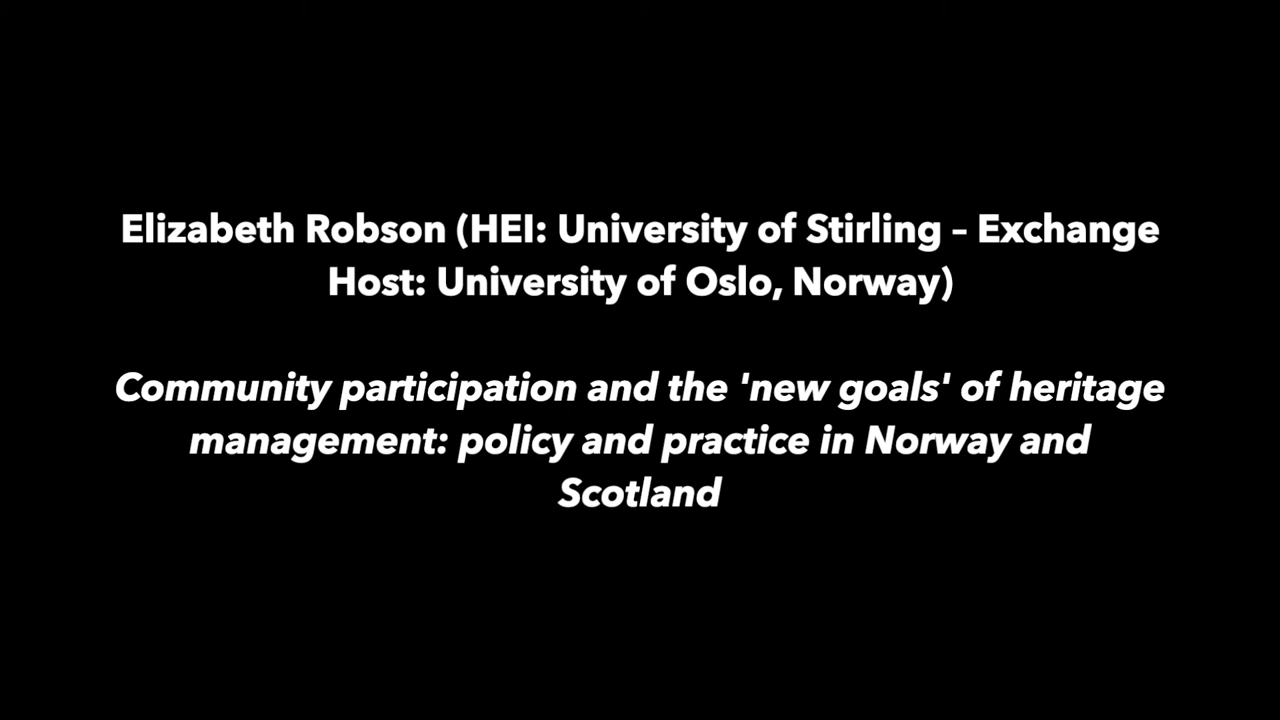 Elizabeth Robson (HEI: University of Stirling – Exchange
Host: University of Oslo, Norway)
Community participation and the 'new goals' of heritage
management: policy and practice in Norway and
Scotland